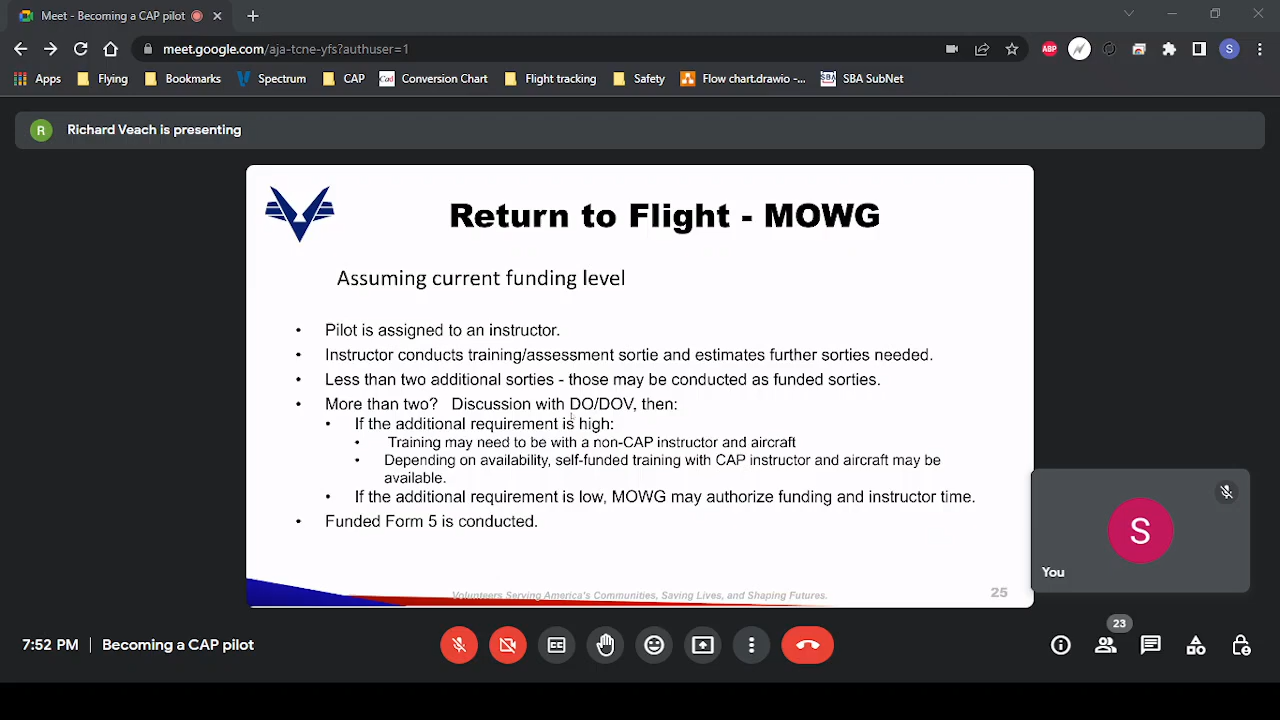 Meet - Becoming a CAP pilot
meet.google.com/aja-tcne-yfs?authuser=1
ABP
S
Apps
Flying
Bookmarks
Spectrum
CAP
Cad
Conversion Chart
Flight tracking
Safety
Flow chart.drawio -...
SBA
SBA SubNet
R
Richard Veach is presenting
Return to Flight - MOWG
Assuming current funding level
• Pilot is assigned to an instructor.
• Instructor conducts training/assessment sortie and estimates further sorties needed.
• Less than two additional sorties - those may be conducted as funded sorties.
• More than two? Discussion with DO/DOV, then:
• If the additional requirement is high:
• Training may need to be with a non-CAP instructor and aircraft
• Depending on availability, self-funded training with CAP instructor and aircraft may be
available.
• If the additional requirement is low, MOWG may authorize funding and instructor time.
• Funded Form 5 is conducted.
Volunteers Serving America's Communities, Saving Lives, and Shaping Futures.
25
S
You
7:52 PM | Becoming a CAP pilot
23